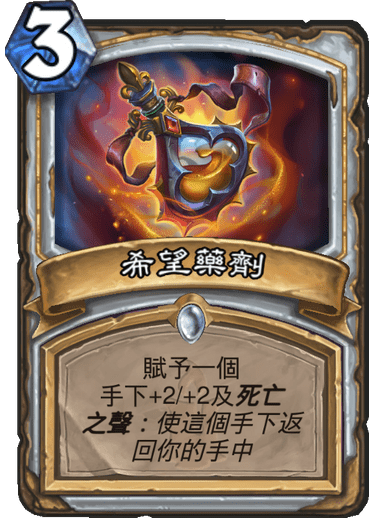 3
希望藥劑
賦予一個
手下+2/+2及死亡
之聲：使這個手下返
回你的手中